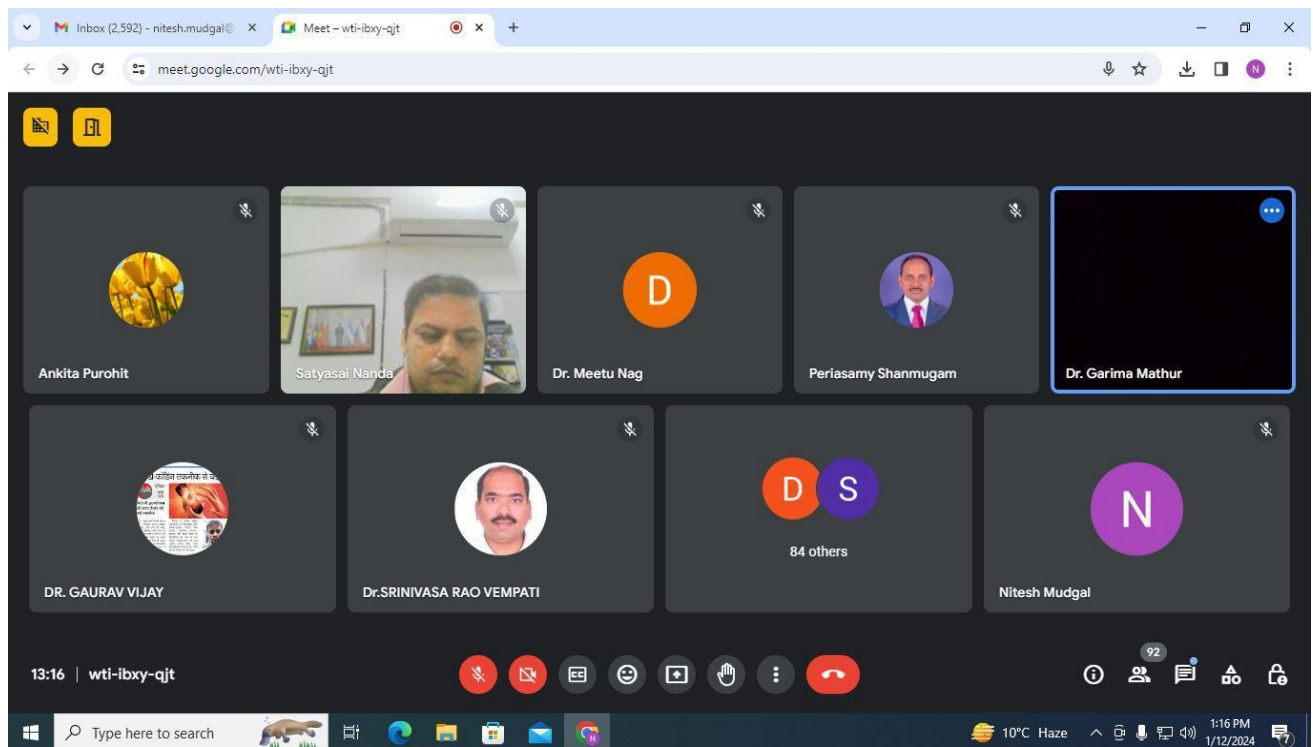 Inbox (2,592) - nitesh.mudgal@
Meet – wti-ibxy-qjt
meet.google.com/wti-ibxy-qjt
N
Ankita Purohit
Satyasai Nanda
D
Dr. Meetu Nag
Periasamy Shanmugam
Dr. Garima Mathur
DR. GAURAV VIJAY
Dr.SRINIVASA RAO VEMPATI
D S
84 others
N
Nitesh Mudgal
13:16 | wti-ibxy-qjt
CC
92
Type here to search
10°C Haze
1:16 PM
1/12/2024
7